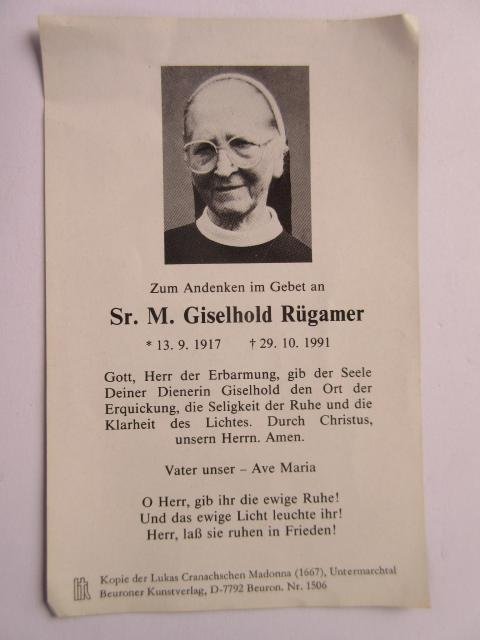 Zum Andenken im Gebet an
Sr. M. Giselhold Rügamer
* 13. 9. 1917 † 29. 10. 1991
Gott, Herr der Erbarmung, gib der Seele
Deiner Dienerin Giselhold den Ort der
Erquickung, die Seligkeit der Ruhe und die
Klarheit des Lichtes. Durch Christus,
unsern Herrn. Amen.
Vater unser – Ave Maria
O Herr, gib ihr die ewige Ruhe!
Und das ewige Licht leuchte ihr!
Herr, laß sie ruhen in Frieden!
Kopie der Lukas Cranachschen Madonna (1667), Untermarchtal
Beuroner Kunstverlag, D-7792 Beuron. Nr. 1506